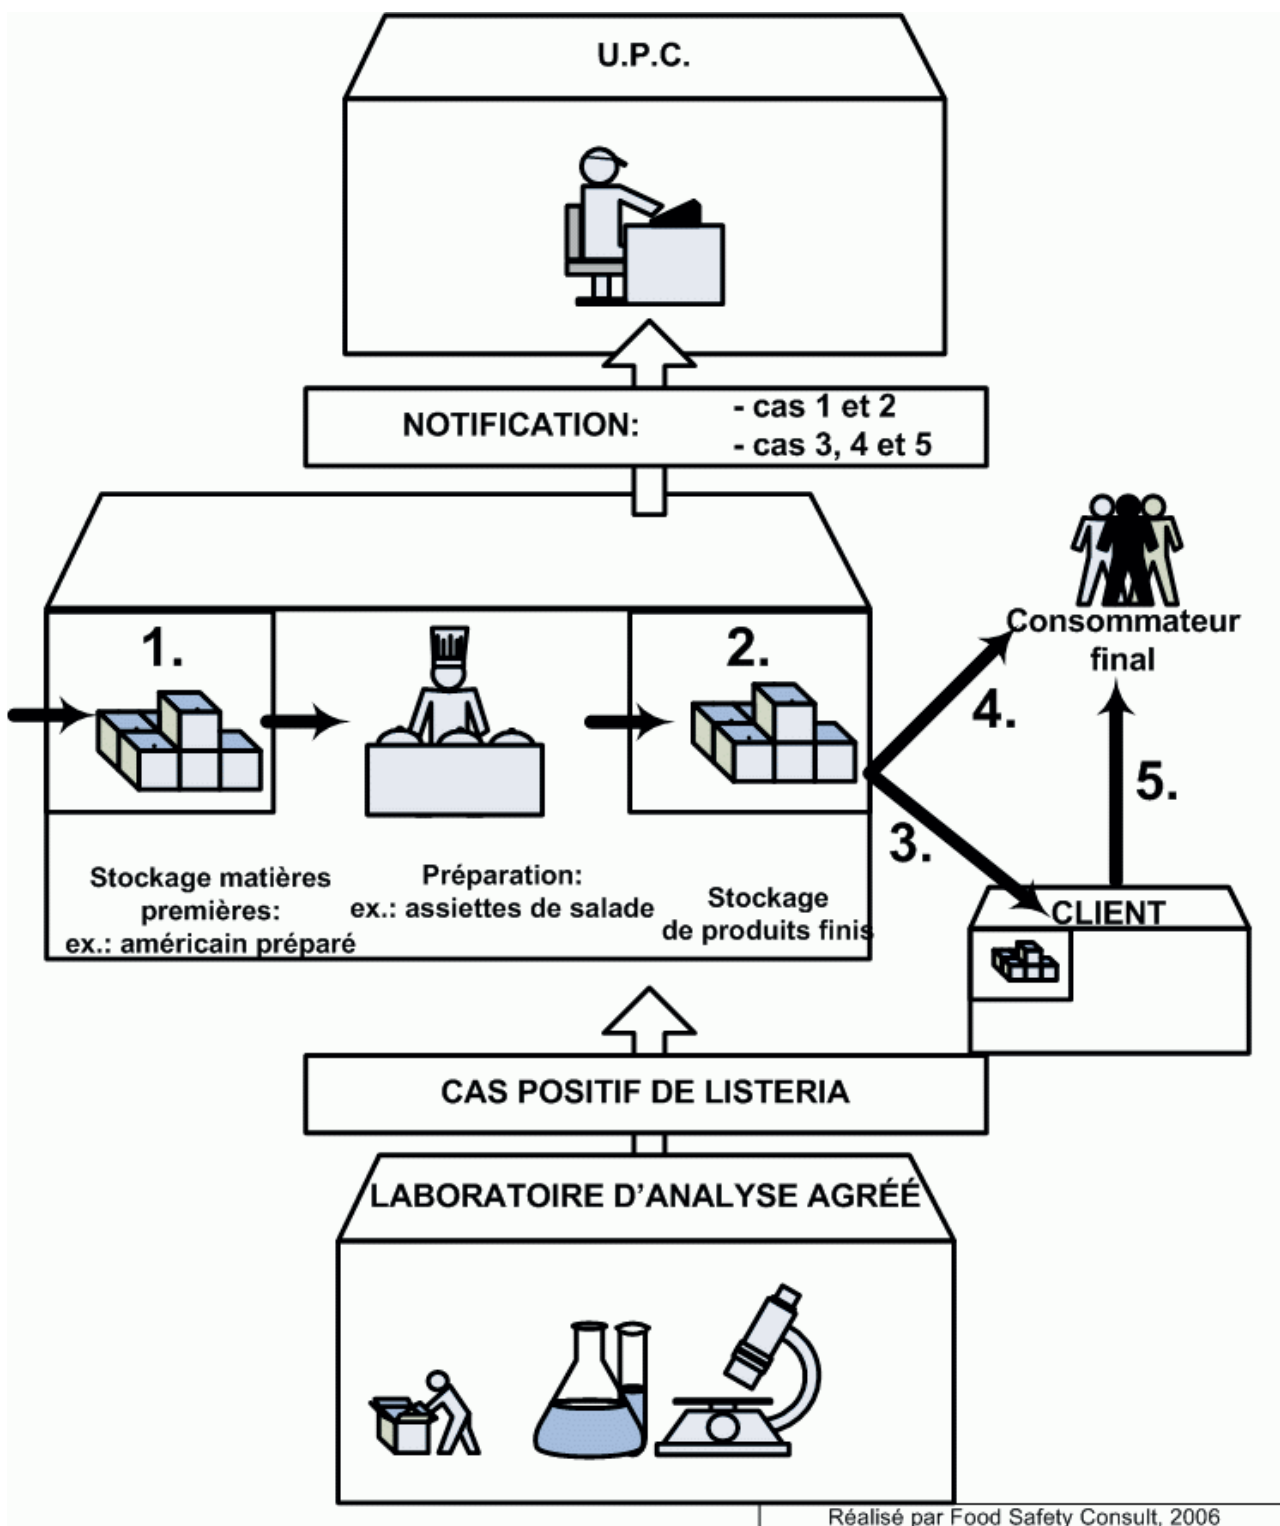 U.P.C.
NOTIFICATION:
- cas 1 et 2
- cas 3, 4 et 5
1.
2.
Consommateur
final
4.
5.
3.
Stockage matières
premières:
ex.: américain préparé
Préparation:
ex.: assiettes de salade
Stockage
de produits finis
CLIENT
CAS POSITIF DE LISTERIA
LABORATOIRE D'ANALYSE AGRÉÉ
Réalisé par Food Safety Consult, 2006